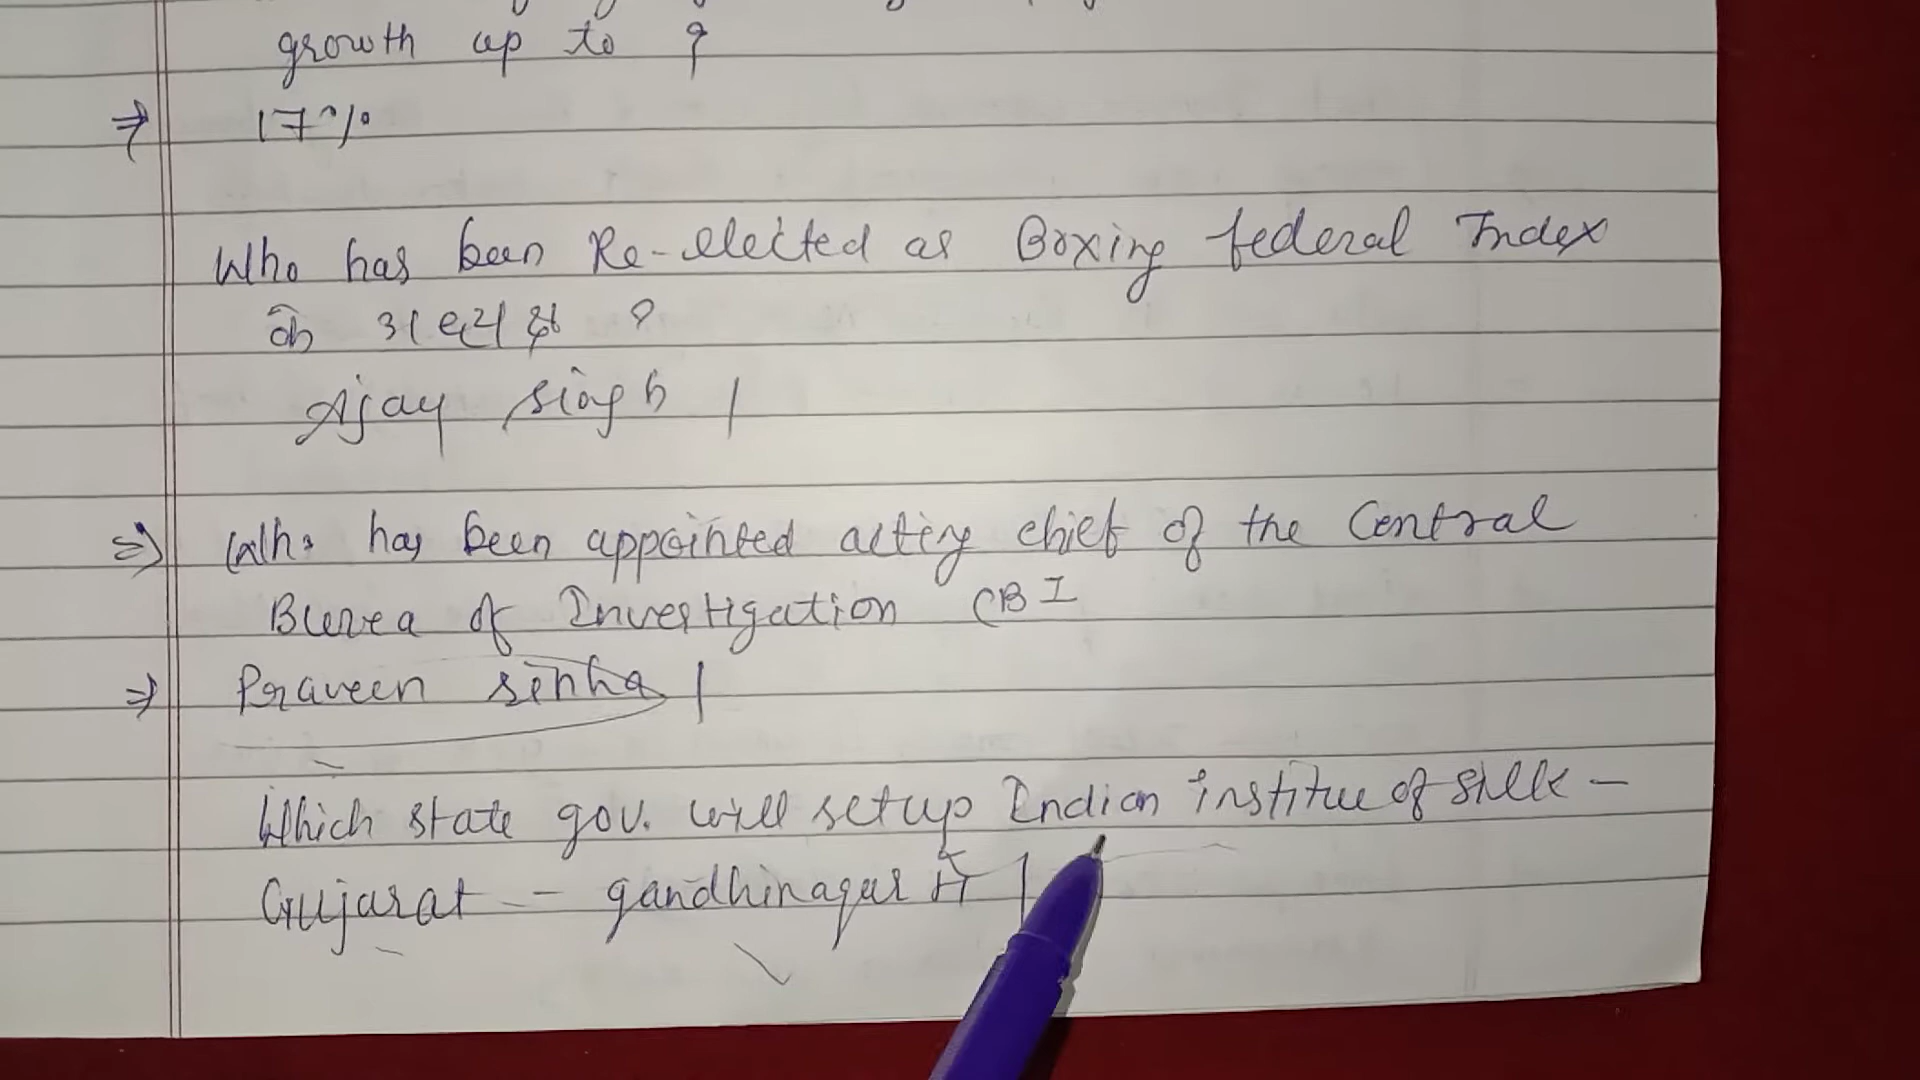 growth up to ?
⇒ 17%
Who has been Re-elected as Boxing federal Index
के अध्यक्ष ?
Ajay singh |
⇒ Who has been appointed acting chief of the Central
Burea of Investigation CBI
⇒ Praveen sinha |
Which state gov. will setup Indian institue of silk -
Gujarat - gandhinagar में |